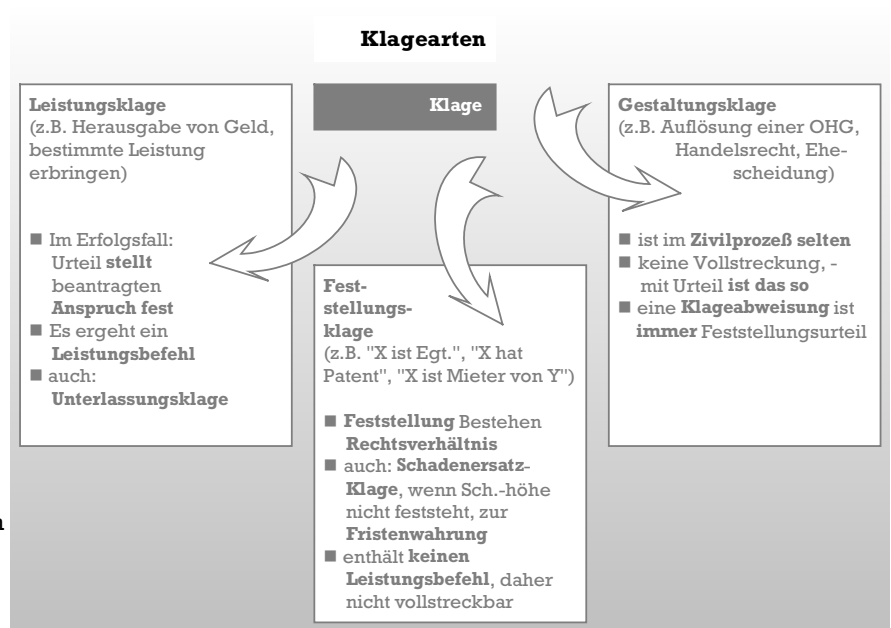 Klagearten
Klage
Leistungsklage
(z.B. Herausgabe von Geld,
bestimmte Leistung
erbringen)
■ Im Erfolgsfall:
Urteil stellt
beantragten
Anspruch fest
■ Es ergeht ein
Leistungsbefehl
■ auch:
Unterlassungsklage
Fest-
stellungs-
klage
(z.B. "X ist Egt.", "X hat
Patent", "X ist Mieter von Y")
■ Feststellung Bestehen
Rechtsverhältnis
■ auch: Schadenersatz-
Klage, wenn Sch.-höhe
nicht feststeht, zur
Fristenwahrung
■ enthält keinen
Leistungsbefehl, daher
nicht vollstreckbar
Gestaltungsklage
(z.B. Auflösung einer OHG,
Handelsrecht, Ehe-
scheidung)
■ ist im Zivilprozeß selten
■ keine Vollstreckung, -
mit Urteil ist das so
■ eine Klageabweisung ist
immer Feststellungsurteil